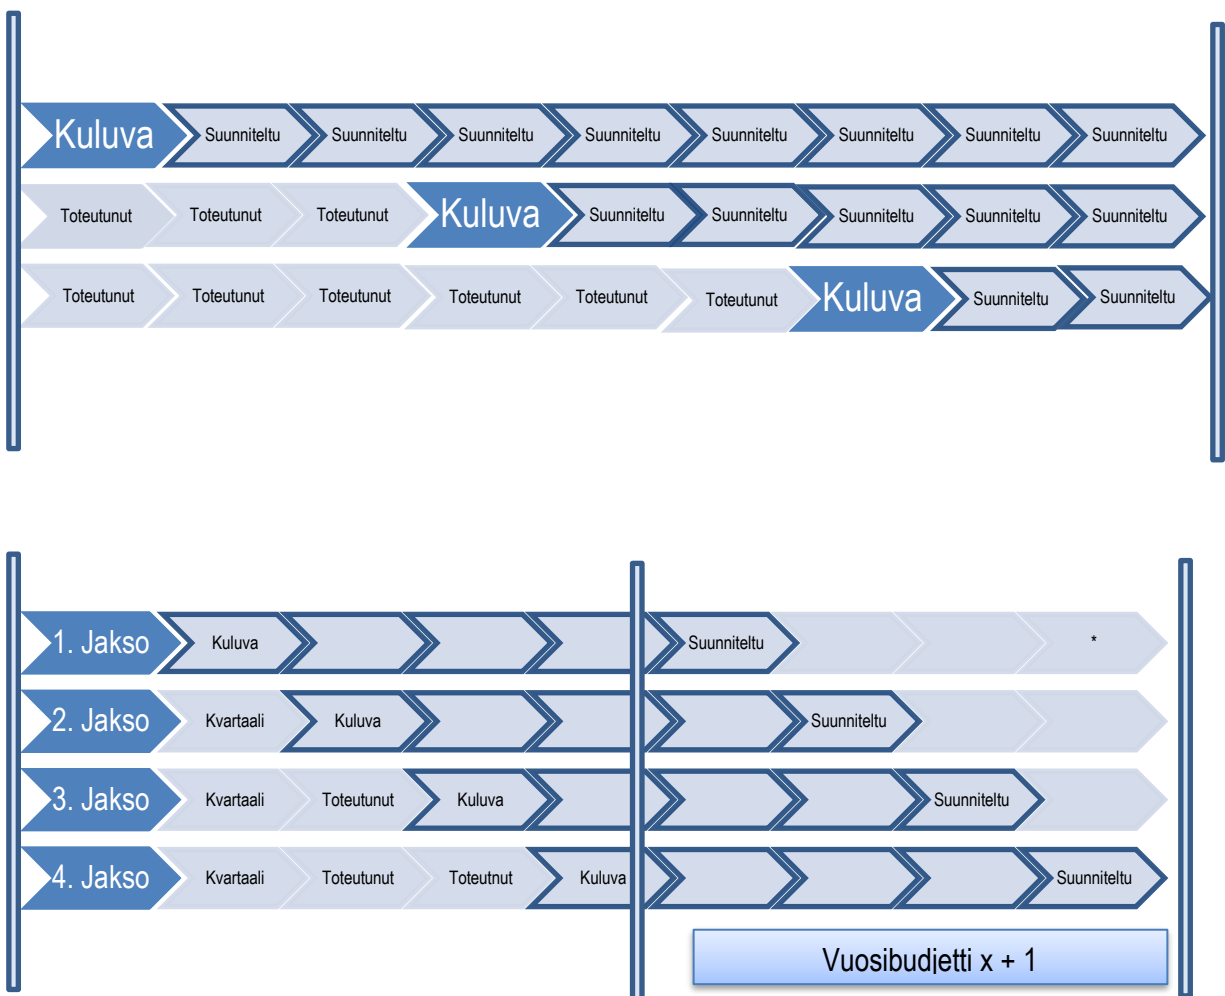 Kuluva Suunniteltu Suunniteltu Suunniteltu Suunniteltu Suunniteltu Suunniteltu Suunniteltu Suunniteltu
Toteutunut Toteutunut Toteutunut Kuluva Suunniteltu Suunniteltu Suunniteltu Suunniteltu Suunniteltu
Toteutunut Toteutunut Toteutunut Toteutunut Toteutunut Toteutunut Kuluva Suunniteltu Suunniteltu
1. Jakso Kuluva Suunniteltu *
2. Jakso Kvartaali Kuluva Suunniteltu
3. Jakso Kvartaali Toteutunut Kuluva Suunniteltu
4. Jakso Kvartaali Toteutunut Toteutnut Kuluva Suunniteltu
Vuosibudjetti x + 1